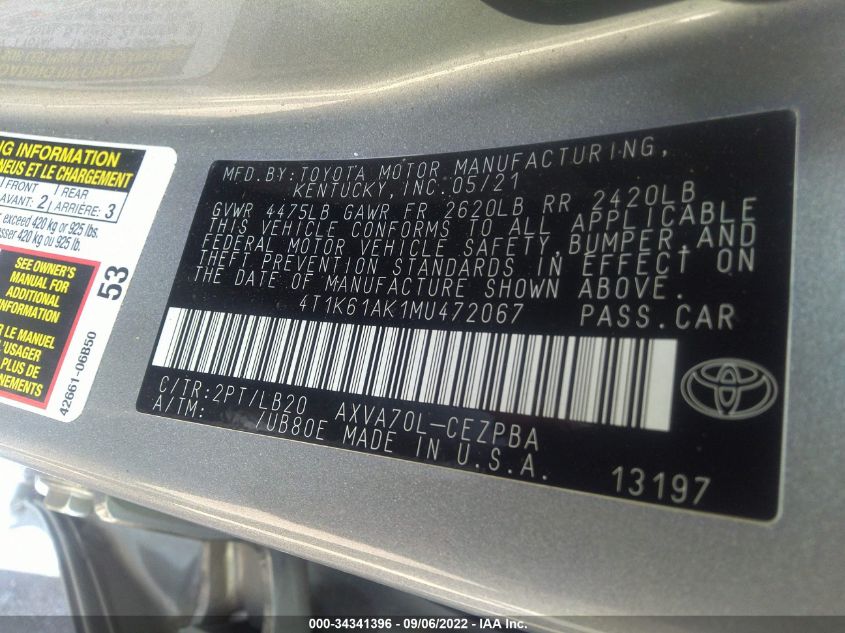 NG INFORMATION
NEUS ET LE CHARGEMENT
FRONT
AVANT: 2
REAR
ARRIÈRE: 3
exceed 420 kg or 925 lbs.
420 kg ou 925 lb.
SEE OWNER'S
MANUAL FOR
ADDITIONAL
INFORMATION
53
R LE MANUEL
L'USAGER
PLUS DE
NEMENTS
42661-06B50
MFD.BY:TOYOTA MOTOR MANUFACTURING,
KENTUCKY,INC.05/21
GVWR 4475LB GAWR FR 2620LB RR 2420LB
THIS VEHICLE CONFORMS TO ALL APPLICABLE
FEDERAL MOTOR VEHICLE SAFETY,BUMPER,AND
THEFT PREVENTION STANDARDS IN EFFECT ON
THE DATE OF MANUFACTURE SHOWN ABOVE.
4T1K61AK1MU472067 PASS.CAR
C/TR:2PT/LB20 AXVA70L-CEZPBA
A/TM: /UB80E MADE IN U.S.A.
13197
000-34341396 - 09/06/2022 - IAA Inc.